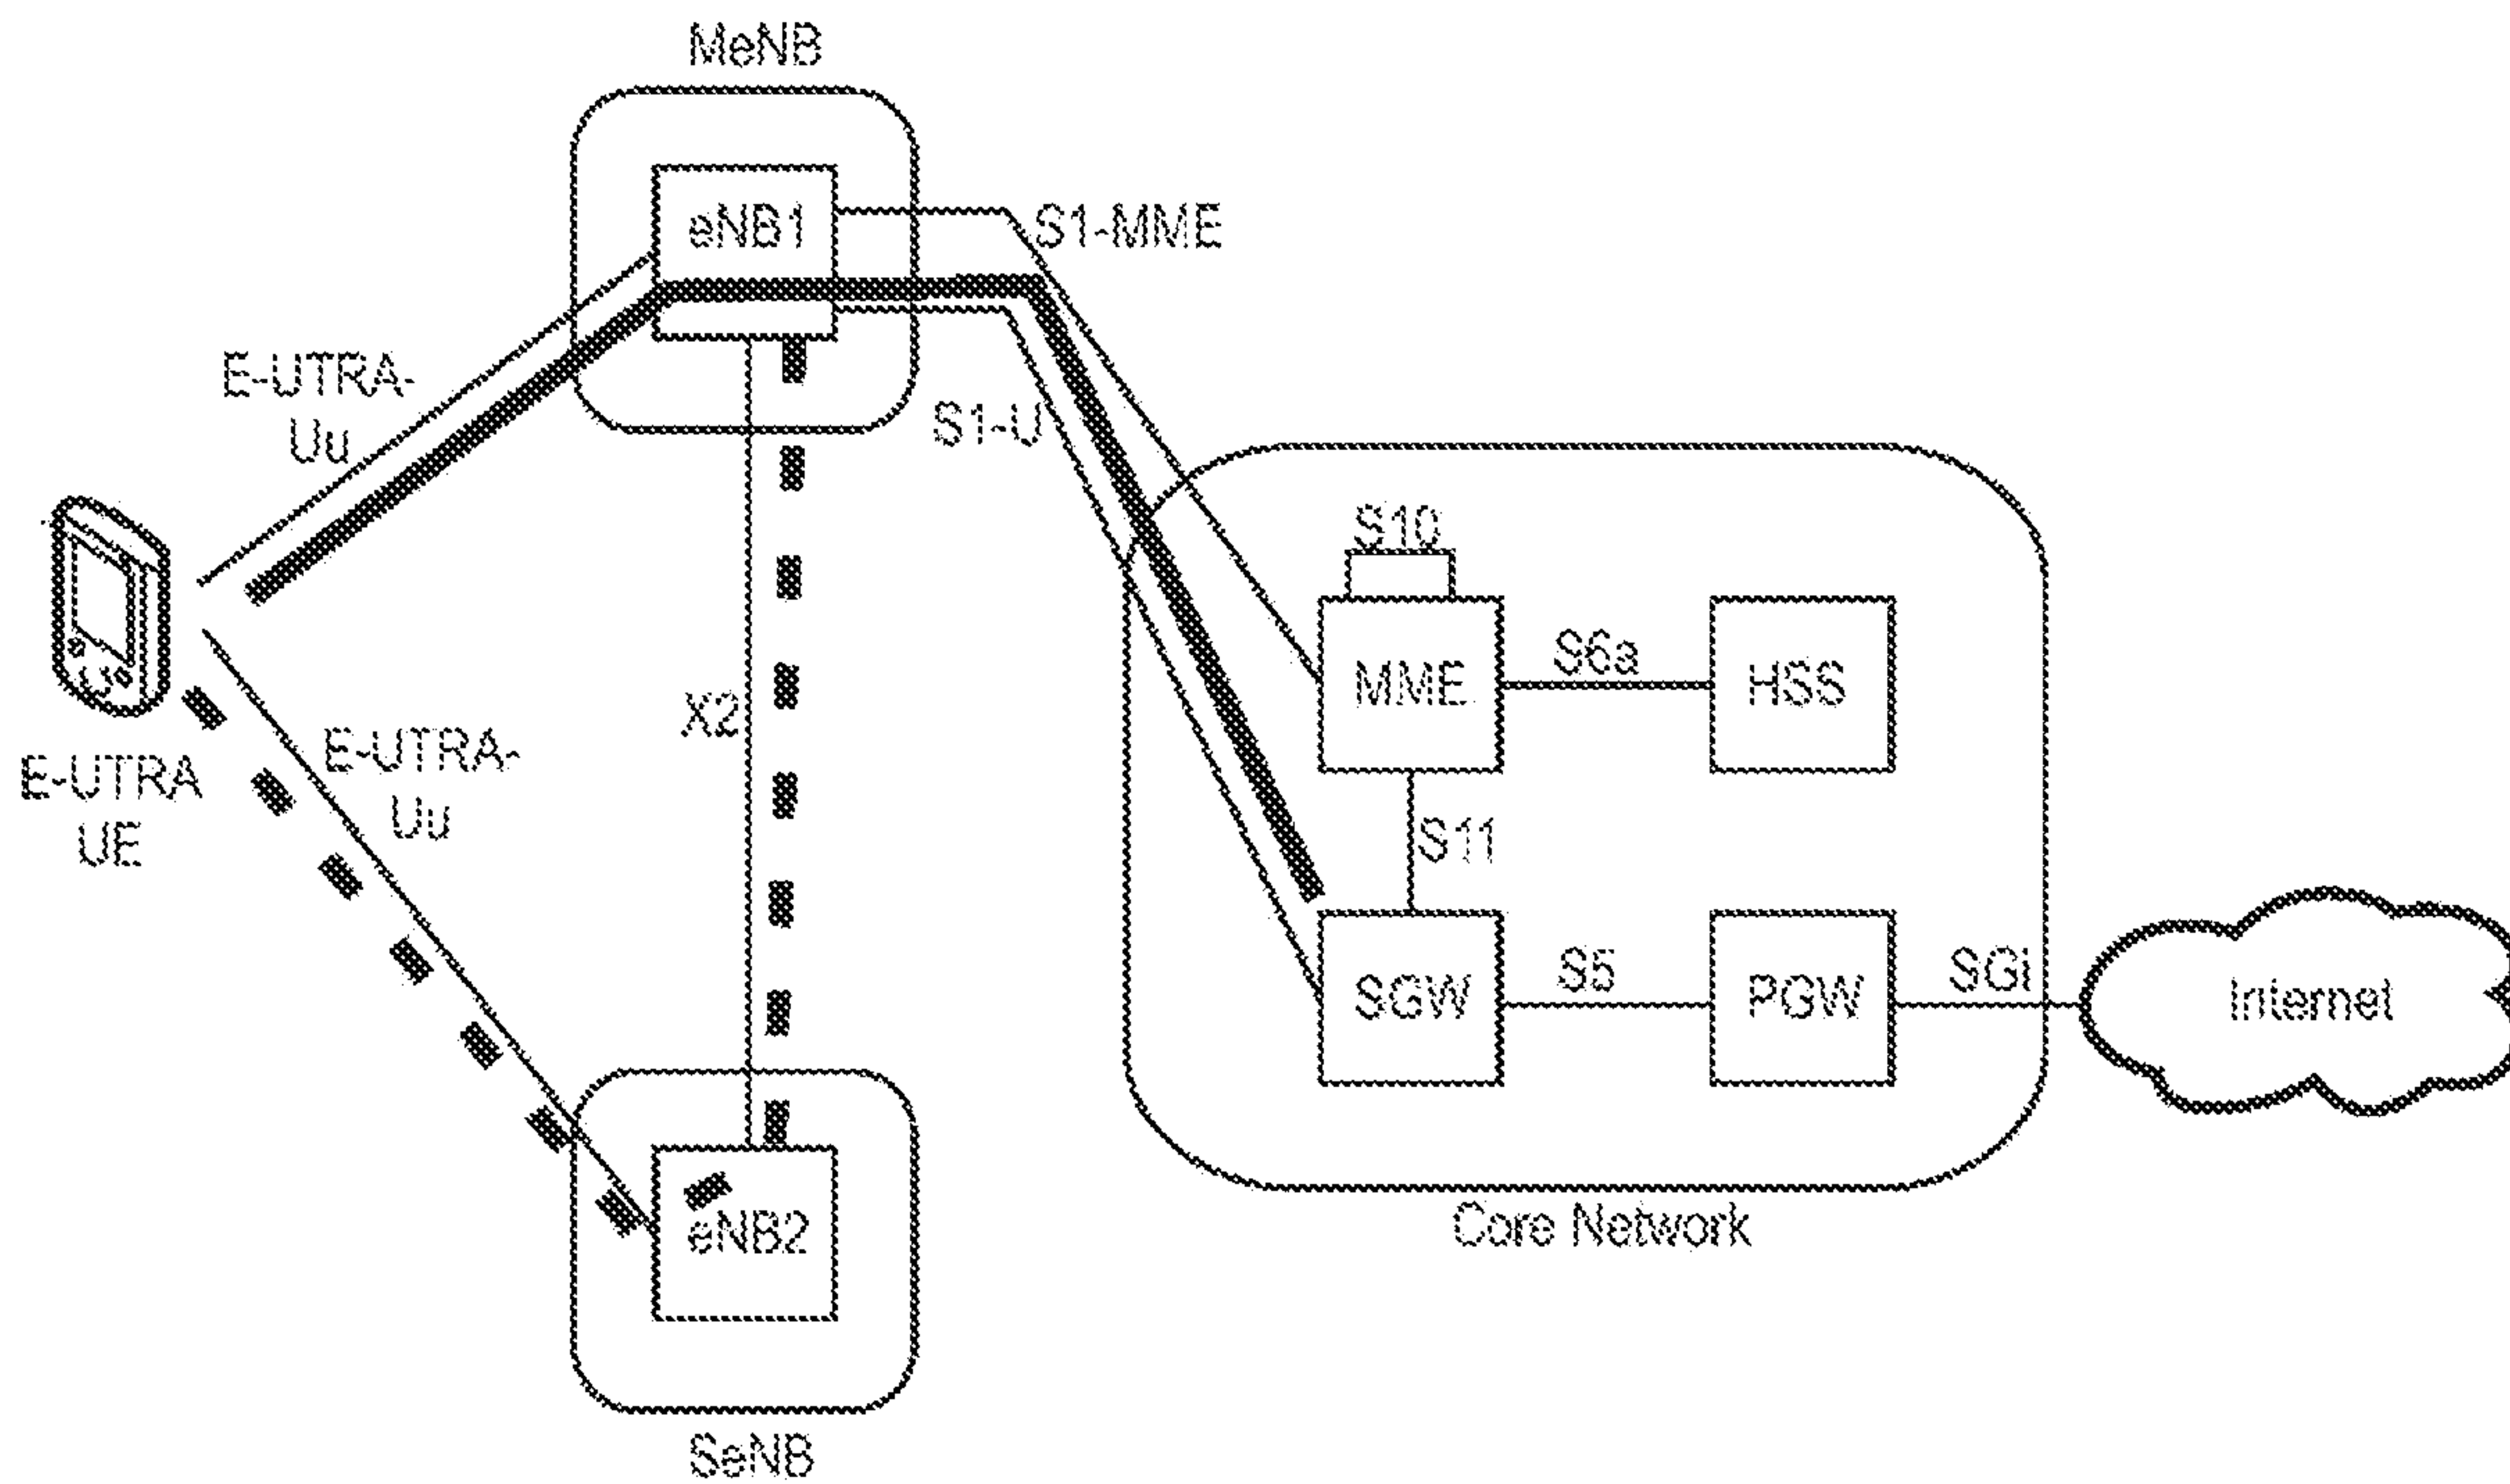 MeNB
eNB1
S1-MME
E-UTRA-
Uu
S1-U
S10
MME
S6a
HSS
X2
E-UTRA-
Uu
E-UTRA
UE
S11
SGW
S5
PGW
SGi
Internet
eNB2
Core Network
SeNB